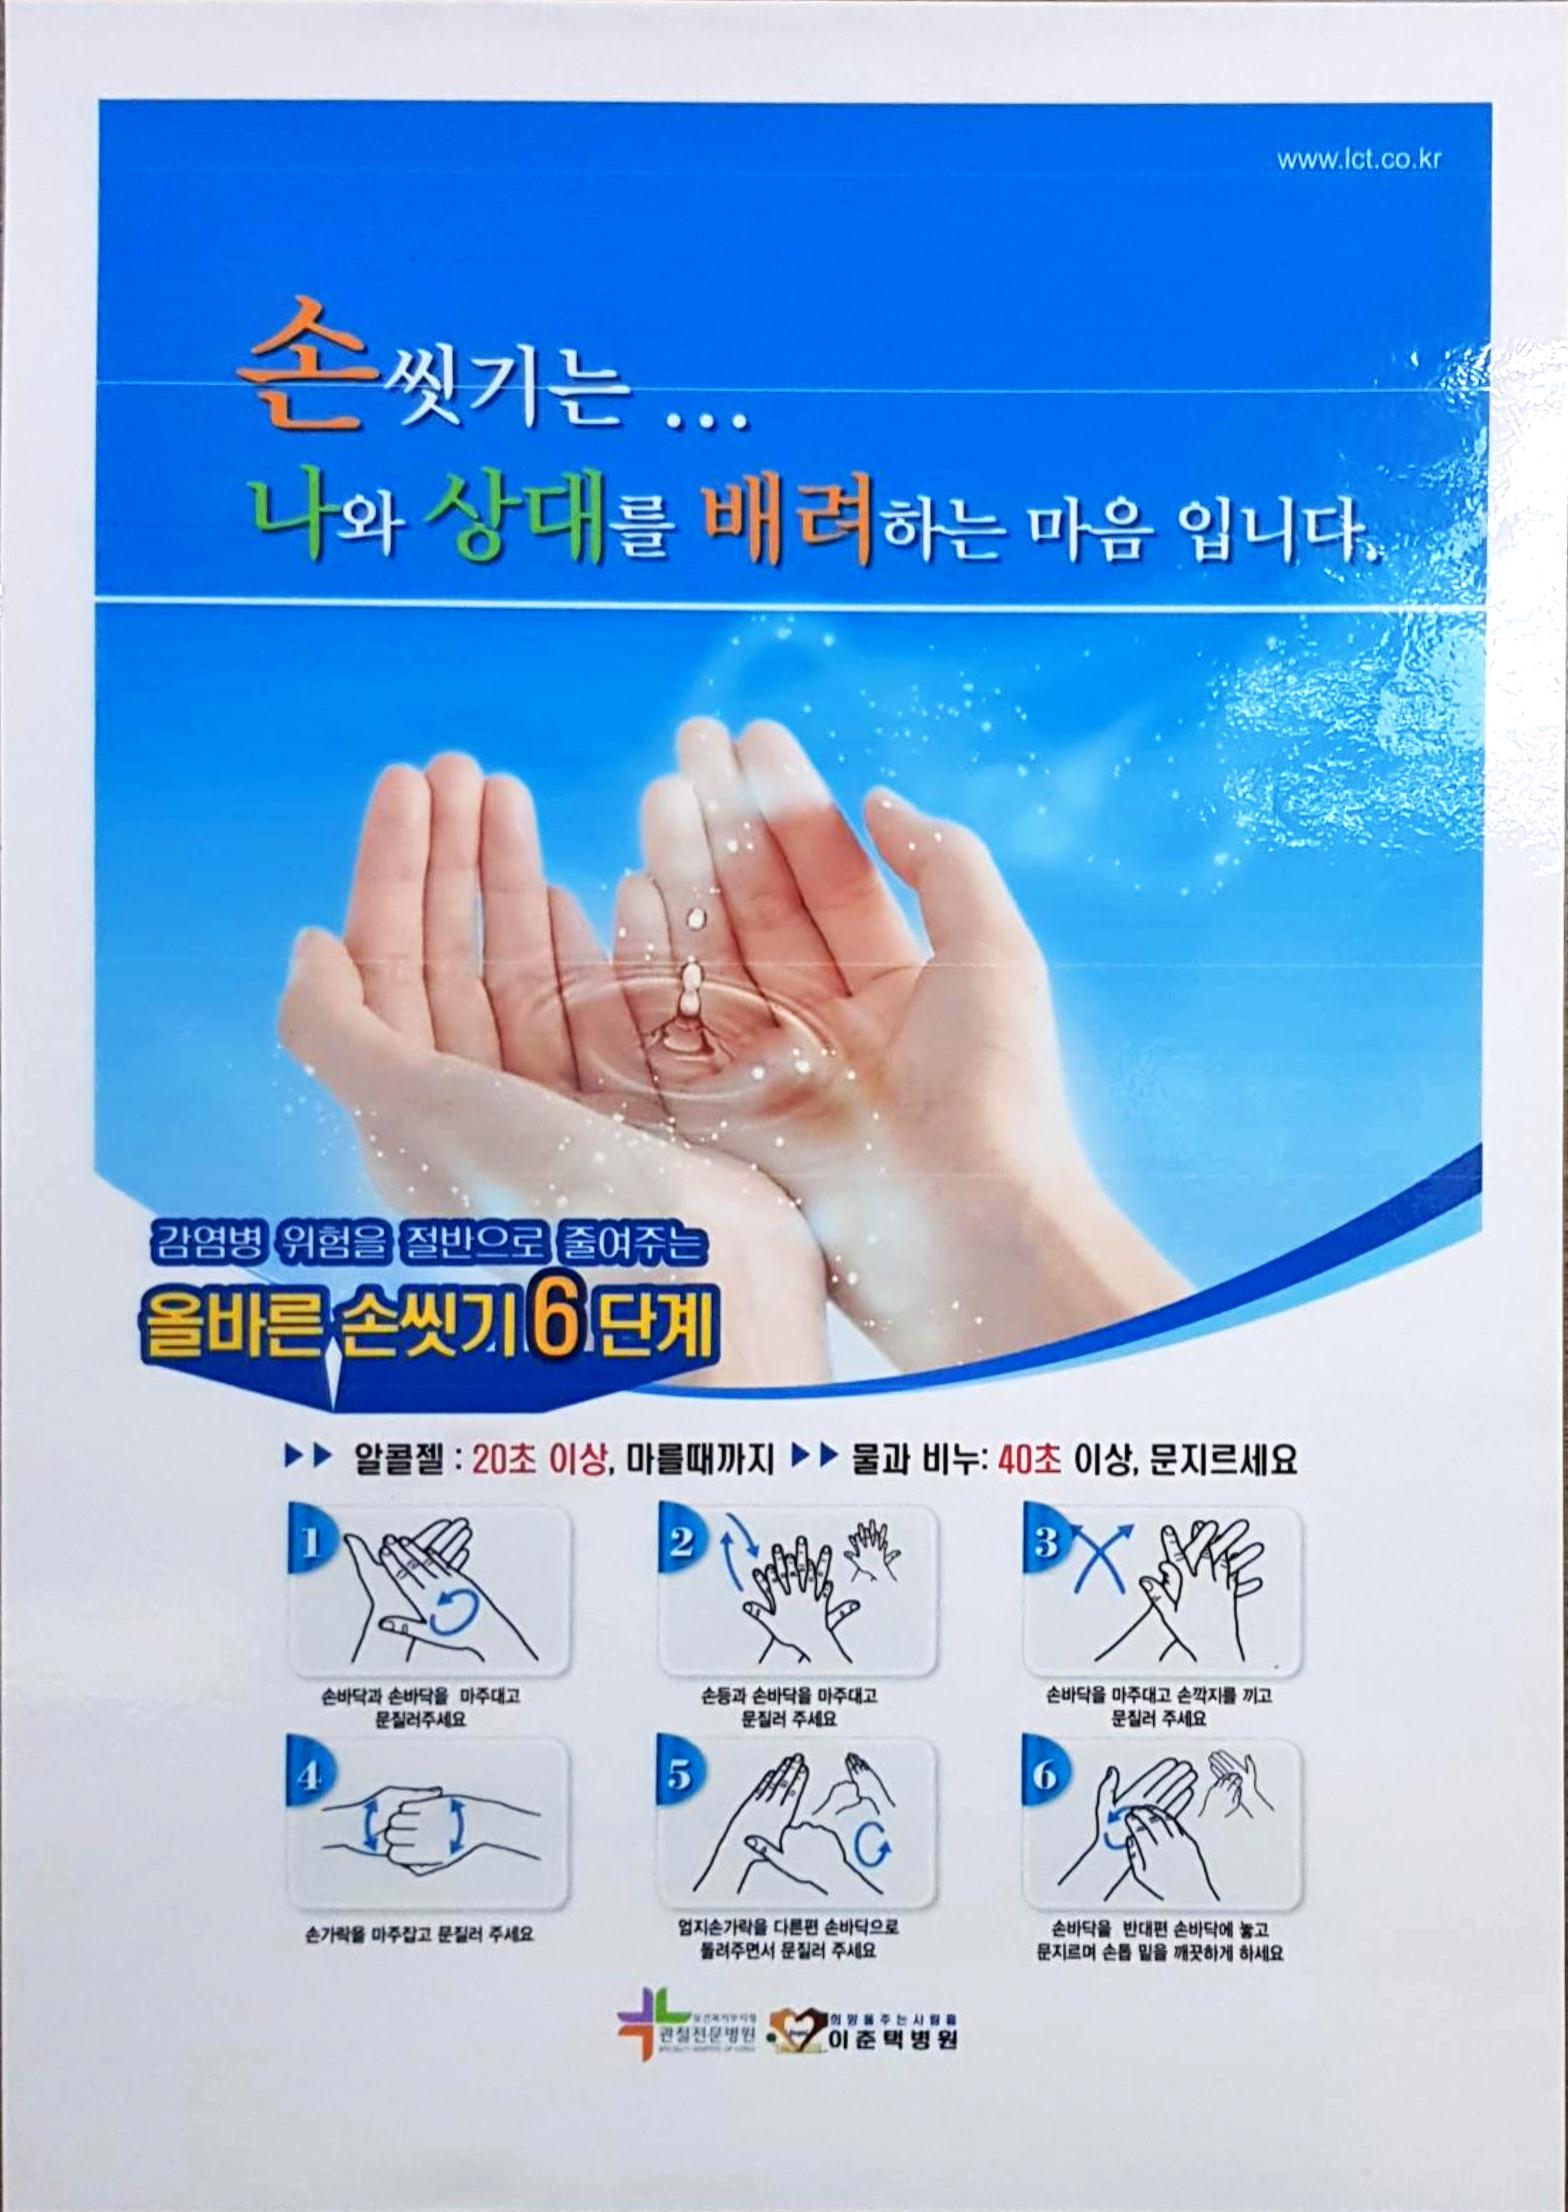 www.lct.co.kr
손씻기는 ...
나와 상대를 배려하는 마음 입니다.
감염병 위험을 절반으로 줄여주는
올바른 손씻기 6 단계
▶▶ 알콜젤 : 20초 이상, 마를때까지 ▶▶ 물과 비누: 40초 이상, 문지르세요
1
2
3
손바닥과 손바닥을 마주대고
문질러주세요
손등과 손바닥을 마주대고
문질러 주세요
손바닥을 마주대고 손깍지를 끼고
문질러 주세요
4
5
6
손가락을 마주잡고 문질러 주세요
엄지손가락을 다른편 손바닥으로
돌려주면서 문질러 주세요
손바닥을 반대편 손바닥에 놓고
문지르며 손톱 밑을 깨끗하게 하세요
보건복지부지정
관절전문병원
희망을주는사람들
이준택병원